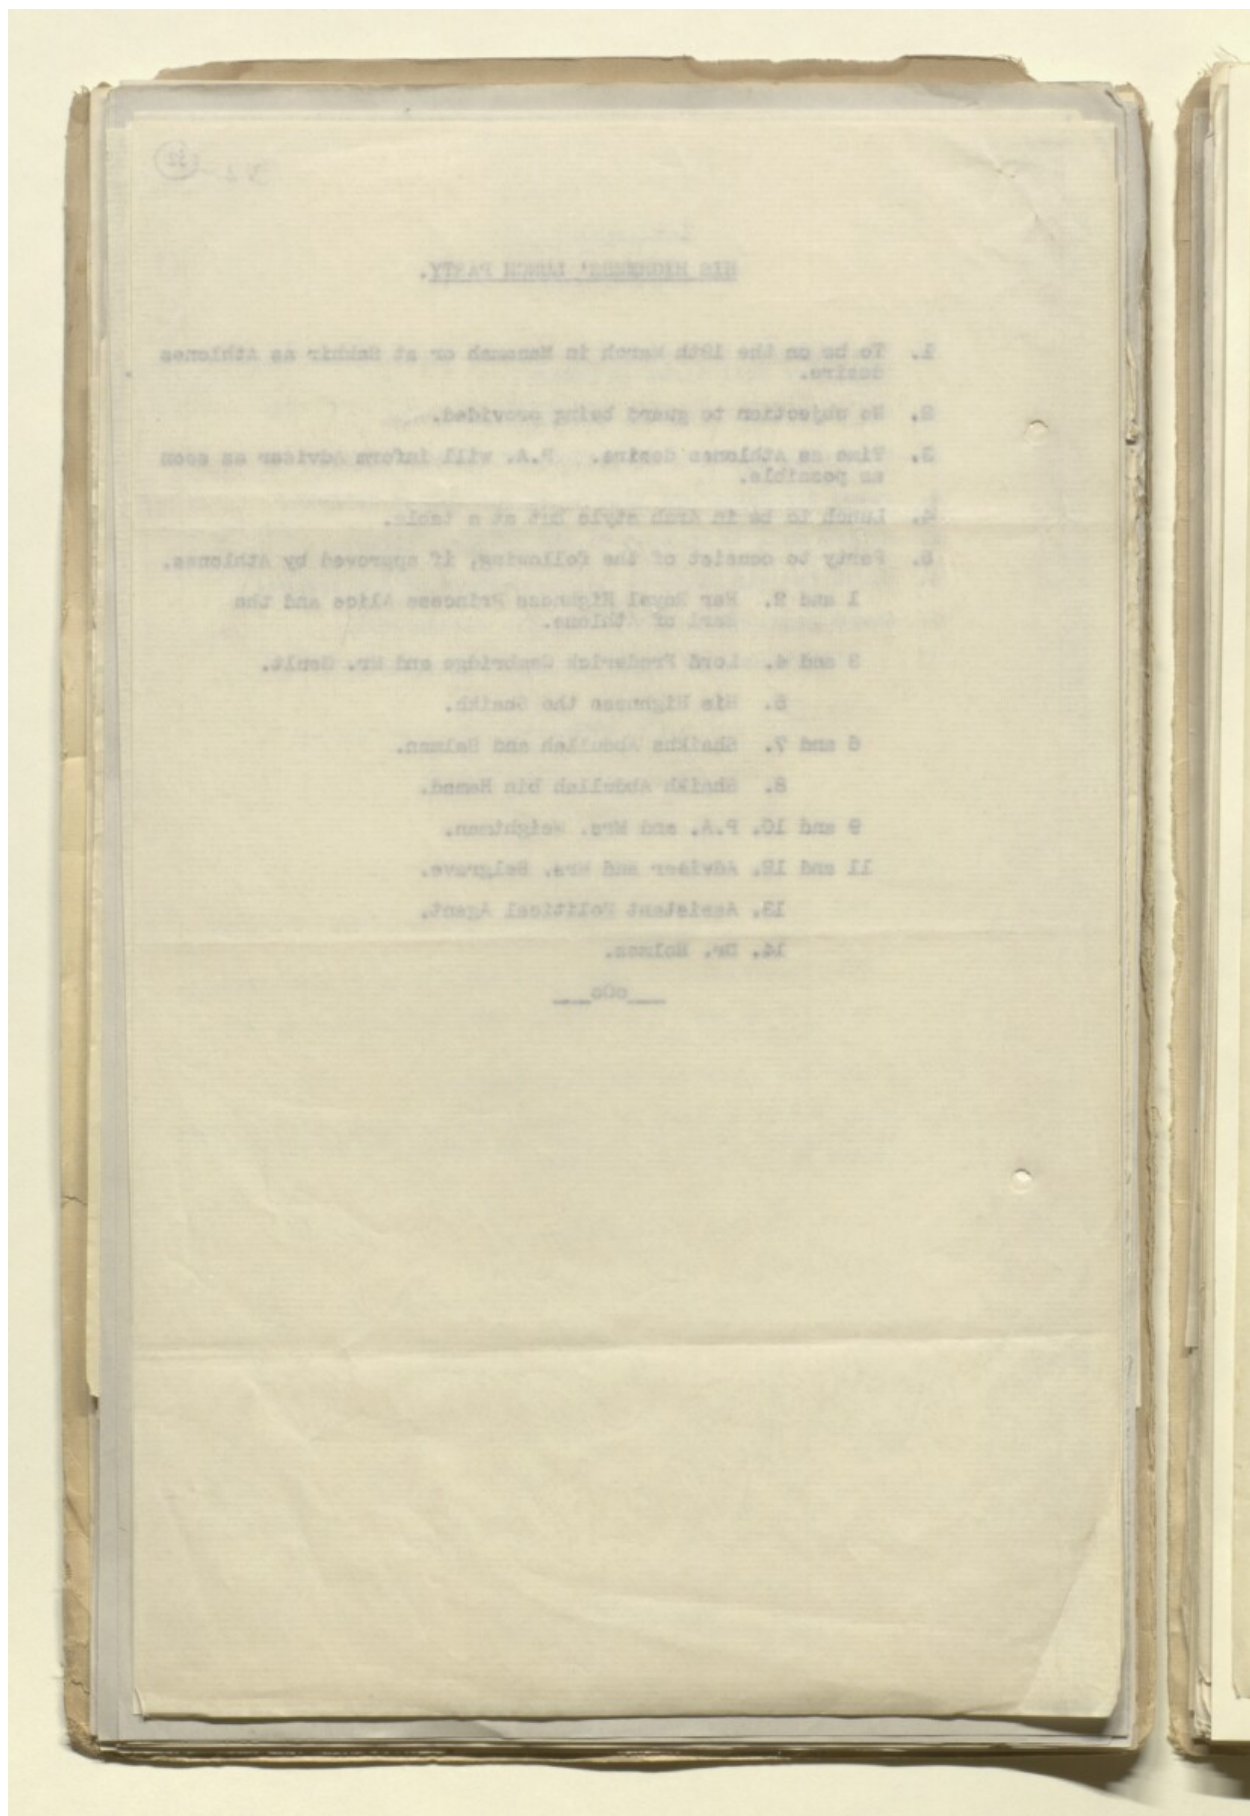 HIS HIGHNESS' LUNCH PARTY.
1. To be on the 19th March in Manamah or at Sakhir as Athlones
desire.
2. No objection to guard being provided.
3. Time as Athlones desire. P.A. will inform Adviser as soon
as possible.
4. Lunch to be in Arab style but at a table.
5. Party to consist of the following, if approved by Athlones.
1 and 2. Her Royal Highness Princess Alice and the
Earl of Athlone.
3 and 4. Lord Frederick Cambridge and Mr. Gault.
5. His Highness the Shaikh.
6 and 7. Shaikhs Abdullah and Salman.
8. Shaikh Abdullah bin Hamad.
9 and 10. P.A. and Mrs. Weightman.
11 and 12. Adviser and Mrs. Belgrave.
13. Assistant Political Agent.
14. Dr. Holmes.
___oOo___